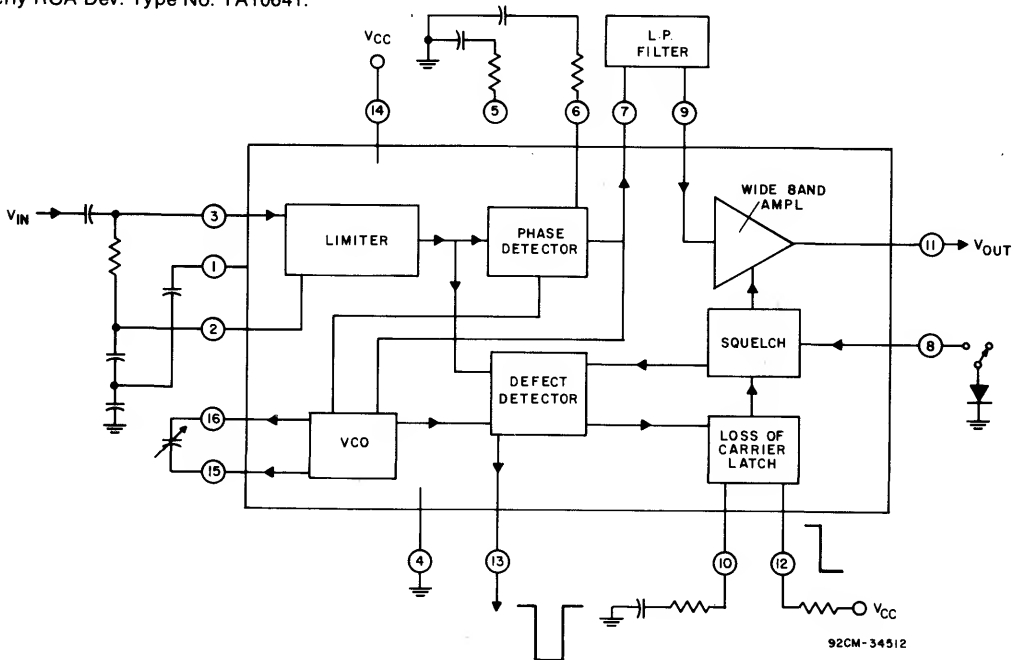 RCA Dev. Type No. TA10641.
VCC
L.P.
FILTER
14
5
6
7
9
WIDE BAND
AMPL
VIN
3
LIMITER
PHASE
DETECTOR
11
VOUT
1
2
SQUELCH
8
DEFECT
DETECTOR
16
VCO
LOSS OF
CARRIER
LATCH
15
4
13
10
12
VCC
92CM-34512